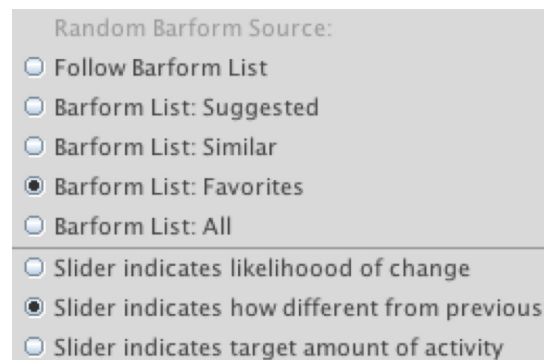 Random Barform Source:
Follow Barform List
Barform List: Suggested
Barform List: Similar
Barform List: Favorites
Barform List: All
Slider indicates likelihoood of change
Slider indicates how different from previous
Slider indicates target amount of activity